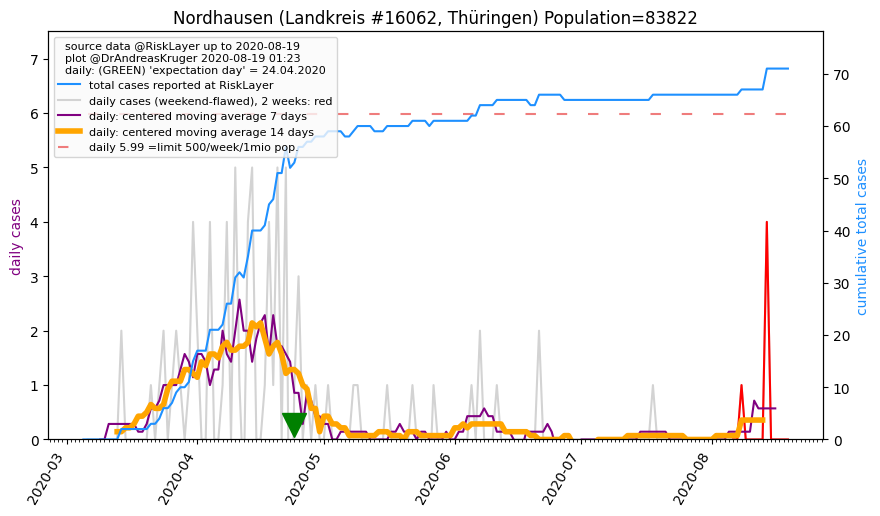 Nordhausen (Landkreis #16062, Thüringen) Population=83822
source data @RiskLayer up to 2020-08-19
plot @DrAndreasKruger 2020-08-19 01:23
daily: (GREEN) 'expectation day' = 24.04.2020
total cases reported at RiskLayer
daily cases (weekend-flawed), 2 weeks: red
daily: centered moving average 7 days
daily: centered moving average 14 days
daily 5.99 =limit 500/week/1mio pop.
daily cases
7
6
5
4
3
2
1
0
cumulative total cases
70
60
50
40
30
20
10
0
2020-03
2020-04
2020-05
2020-06
2020-07
2020-08